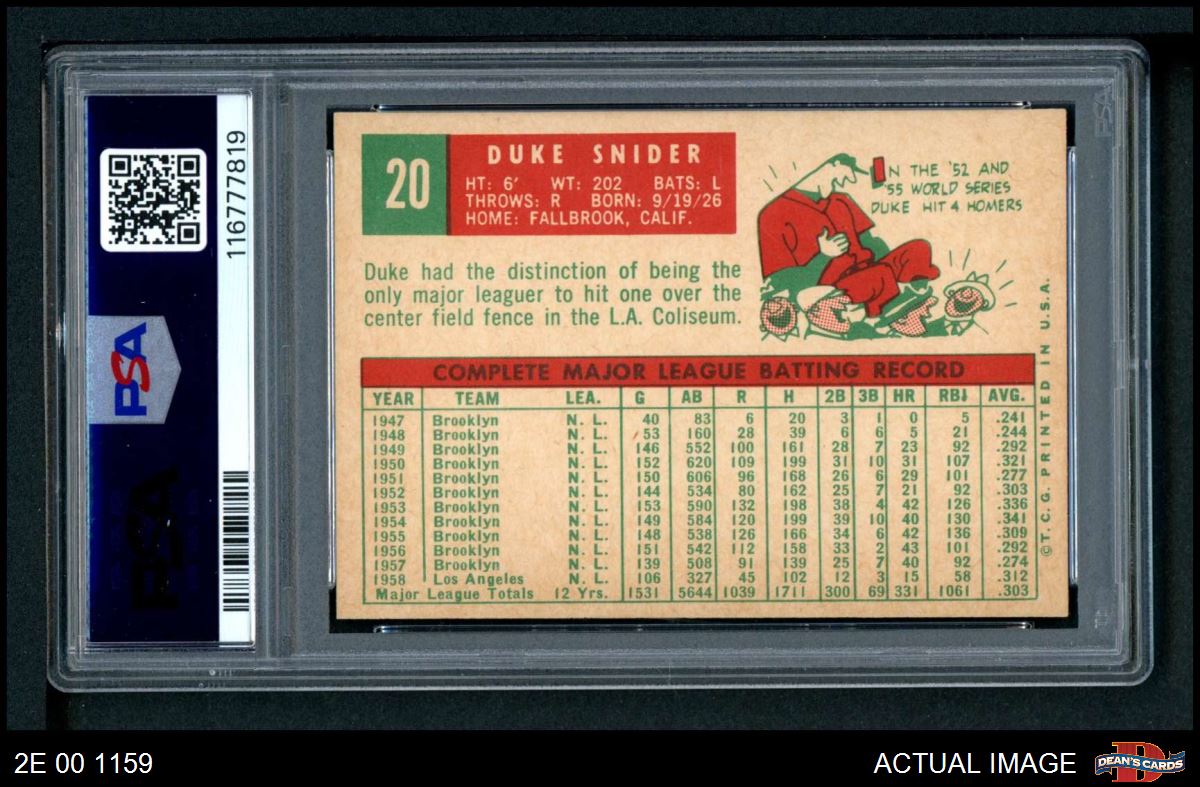 116777819
PSA
PSA
20
DUKE SNIDER
HT: 6' WT: 202 BATS: L
THROWS: R BORN: 9/19/26
HOME: FALLBROOK, CALIF.
IN THE '52 AND
'55 WORLD SERIES
DUKE HIT 4 HOMERS
Duke had the distinction of being the
only major leaguer to hit one over the
center field fence in the L.A. Coliseum.
COMPLETE MAJOR LEAGUE BATTING RECORD
YEAR TEAM LEA. G AB R H 2B 3B HR RBI AVG.
1947 Brooklyn N. L. 40 83 6 20 3 1 0 5 .241
1948 Brooklyn N. L. 53 160 28 39 6 6 5 21 .244
1949 Brooklyn N. L. 146 552 100 161 28 7 23 92 .292
1950 Brooklyn N. L. 152 620 109 199 31 10 31 107 .321
1951 Brooklyn N. L. 150 606 96 168 26 6 29 101 .277
1952 Brooklyn N. L. 144 534 80 162 25 7 21 92 .303
1953 Brooklyn N. L. 153 590 132 198 38 4 42 126 .336
1954 Brooklyn N. L. 149 584 120 199 39 10 40 130 .341
1955 Brooklyn N. L. 148 538 126 166 34 6 42 136 .309
1956 Brooklyn N. L. 151 542 112 158 33 2 43 101 .292
1957 Brooklyn N. L. 139 508 91 139 25 7 40 92 .274
1958 Los Angeles N. L. 106 327 45 102 12 3 15 58 .312
Major League Totals 12 Yrs. 1531 5644 1039 1711 300 69 331 1061 .303
©T.C.G. PRINTED IN U.S.A.
PSA
2E 00 1159
ACTUAL IMAGE
D
DEAN'S CARDS